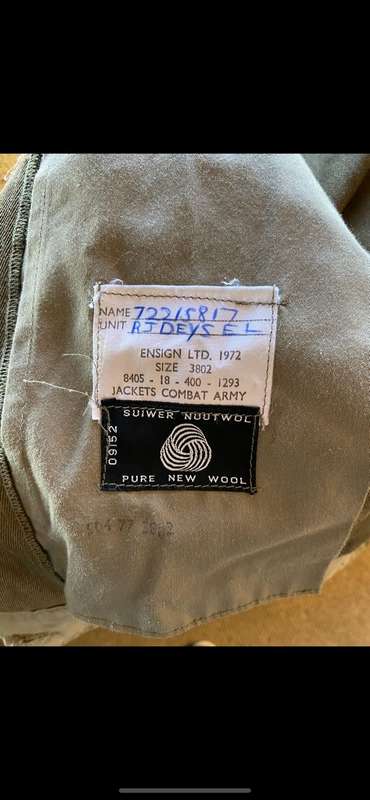 NAME 72215817
UNIT RJ DEYSEL
ENSIGN LTD, 1972
SIZE 3802
8405 - 18 - 400 - 1293
JACKETS COMBAT ARMY
SUIWER NUUTWOL
09152
PURE NEW WOOL
77